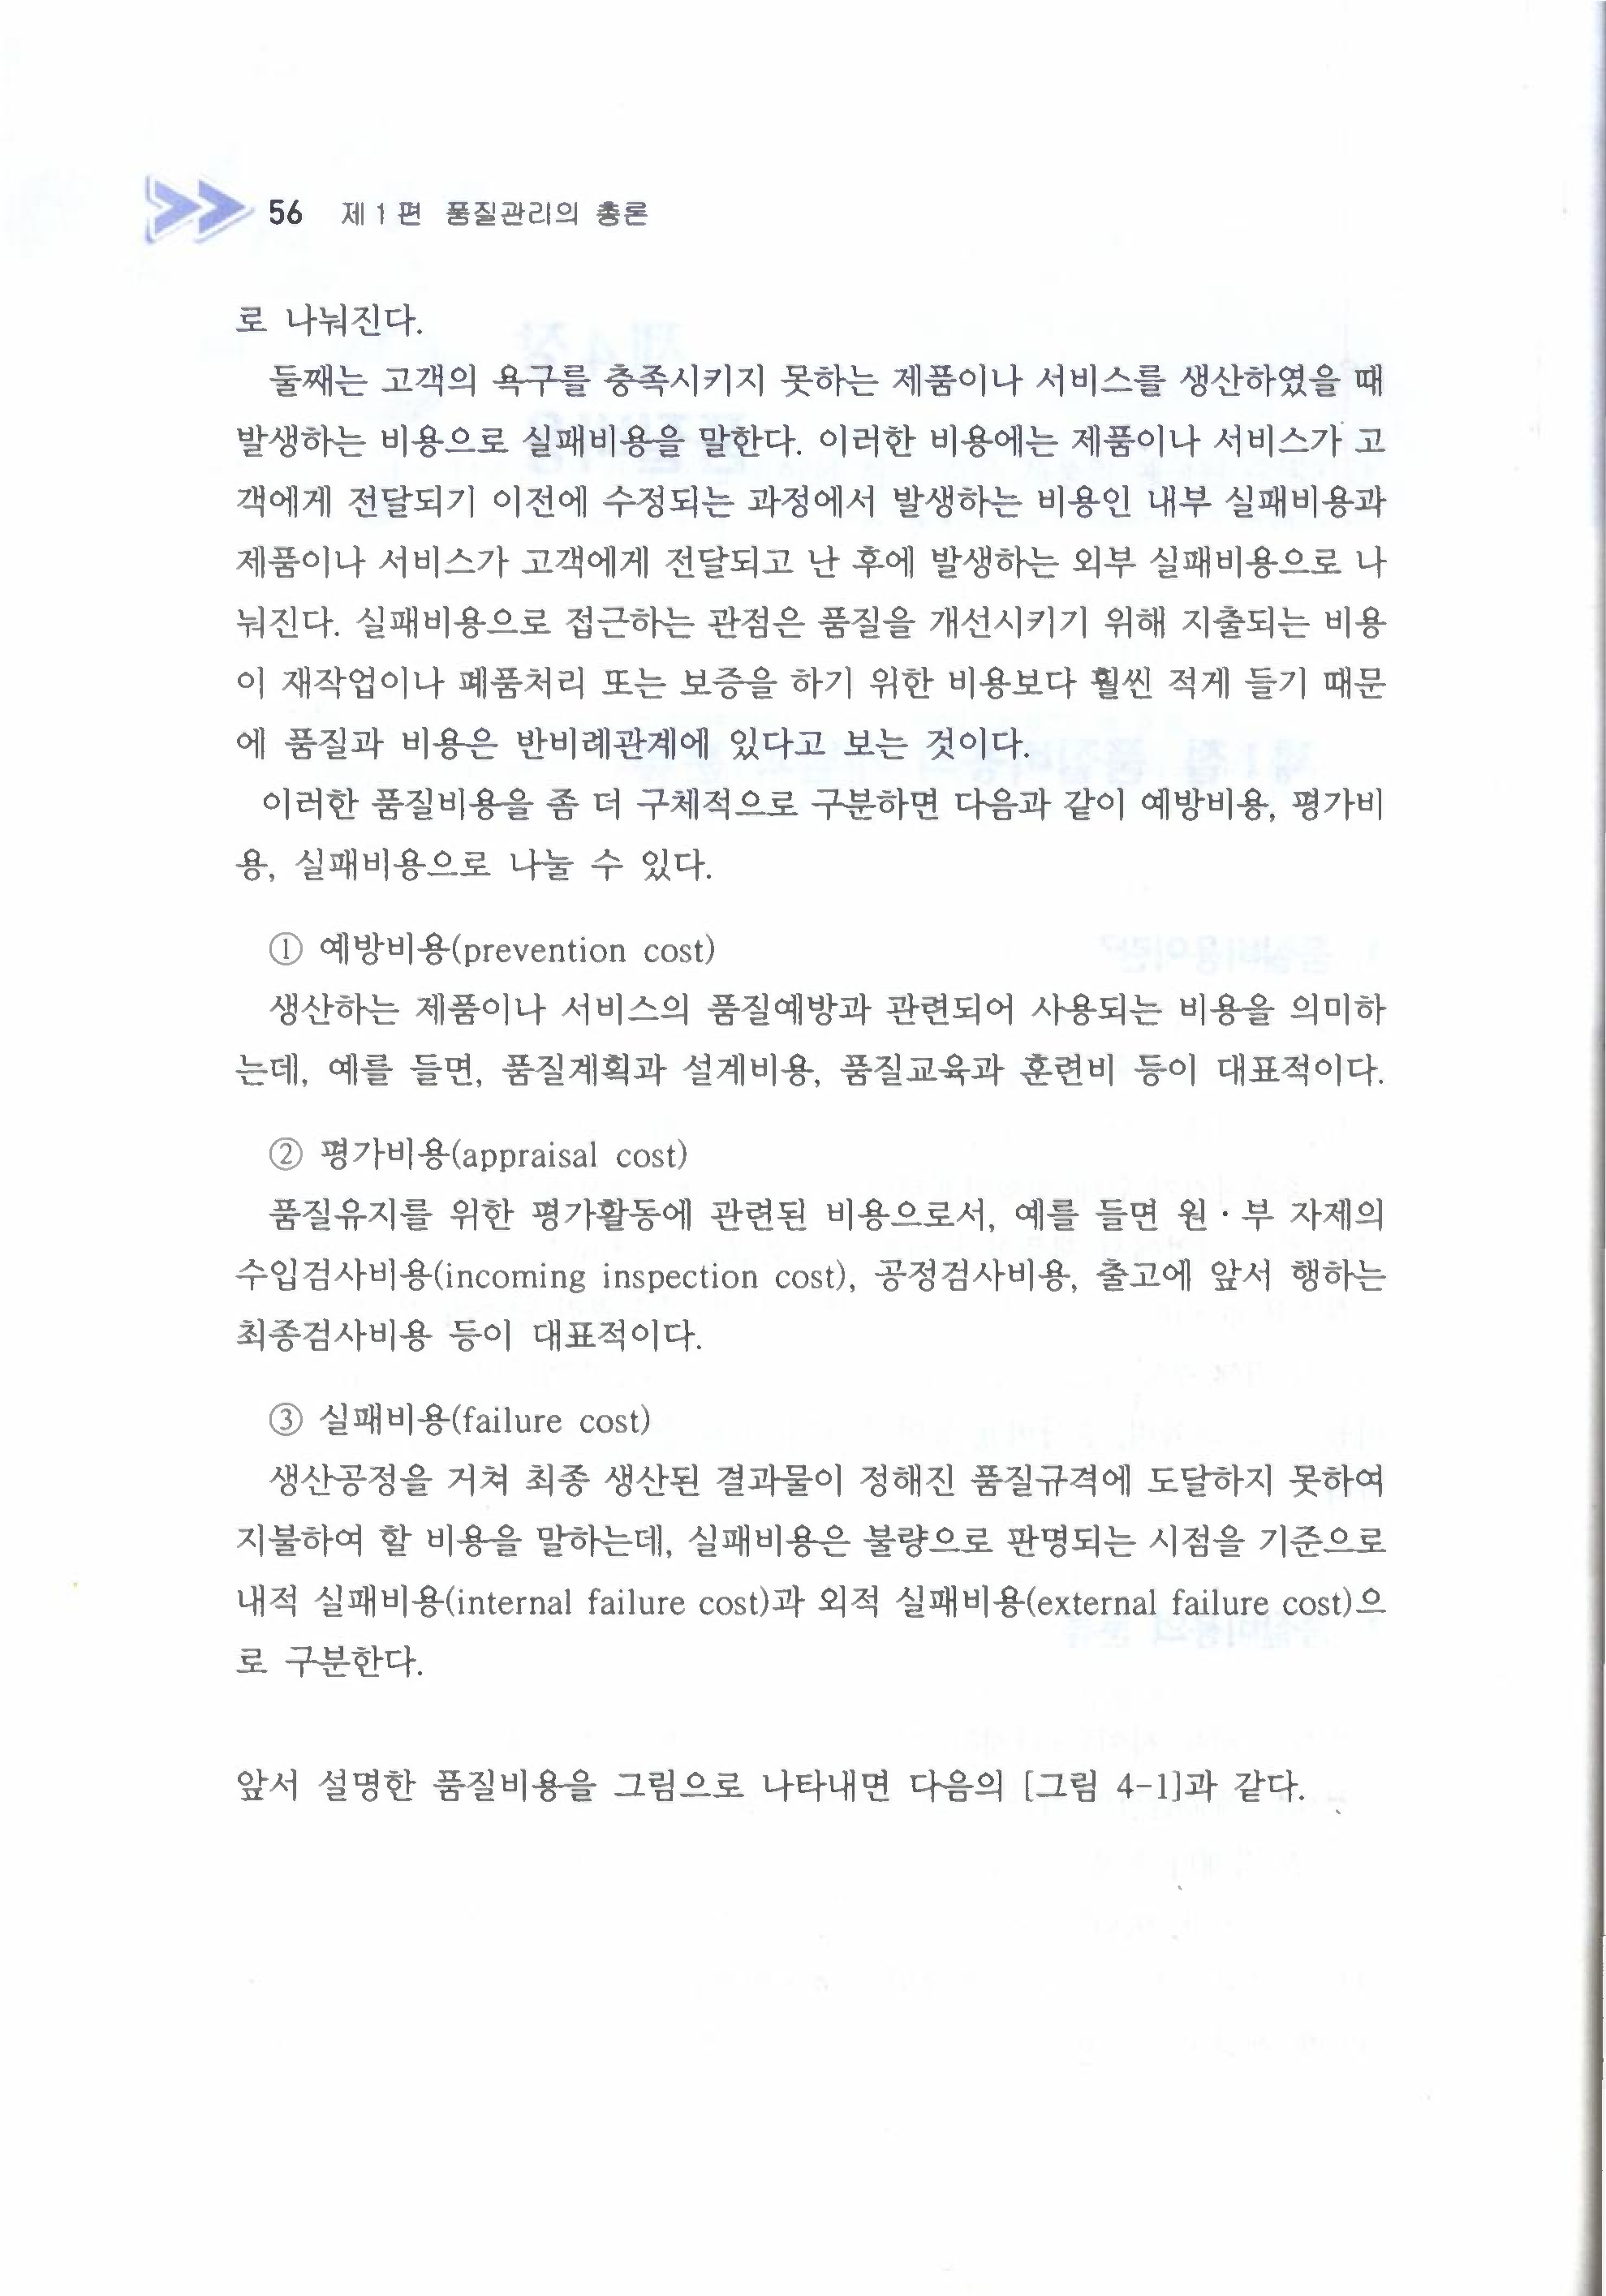 56 제 1 편 품질관리의 총론
로 나눠진다.
둘째는 고객의 욕구를 충족시키지 못하는 제품이나 서비스를 생산하였을 때
발생하는 비용으로 실패비용을 말한다. 이러한 비용에는 제품이나 서비스가 고
객에게 전달되기 이전에 수정되는 과정에서 발생하는 비용인 내부 실패비용과
제품이나 서비스가 고객에게 전달되고 난 후에 발생하는 외부 실패비용으로 나
눠진다. 실패비용으로 접근하는 관점은 품질을 개선시키기 위해 지출되는 비용
이 재작업이나 폐품처리 또는 보증을 하기 위한 비용보다 훨씬 적게 들기 때문
에 품질과 비용은 반비례관계에 있다고 보는 것이다.
이러한 품질비용을 좀 더 구체적으로 구분하면 다음과 같이 예방비용, 평가비
용, 실패비용으로 나눌 수 있다.
① 예방비용(prevention cost)
생산하는 제품이나 서비스의 품질예방과 관련되어 사용되는 비용을 의미하
는데, 예를 들면, 품질계획과 설계비용, 품질교육과 훈련비 등이 대표적이다.
② 평가비용(appraisal cost)
품질유지를 위한 평가활동에 관련된 비용으로서, 예를 들면 원·부 자제의
수입검사비용(incoming inspection cost), 공정검사비용, 출고에 앞서 행하는
최종검사비용 등이 대표적이다.
③ 실패비용(failure cost)
생산공정을 거쳐 최종 생산된 결과물이 정해진 품질규격에 도달하지 못하여
지불하여 할 비용을 말하는데, 실패비용은 불량으로 판명되는 시점을 기준으로
내적 실패비용(internal failure cost)과 외적 실패비용(external failure cost)으
로 구분한다.
앞서 설명한 품질비용을 그림으로 나타내면 다음의 [그림 4-1]과 같다.